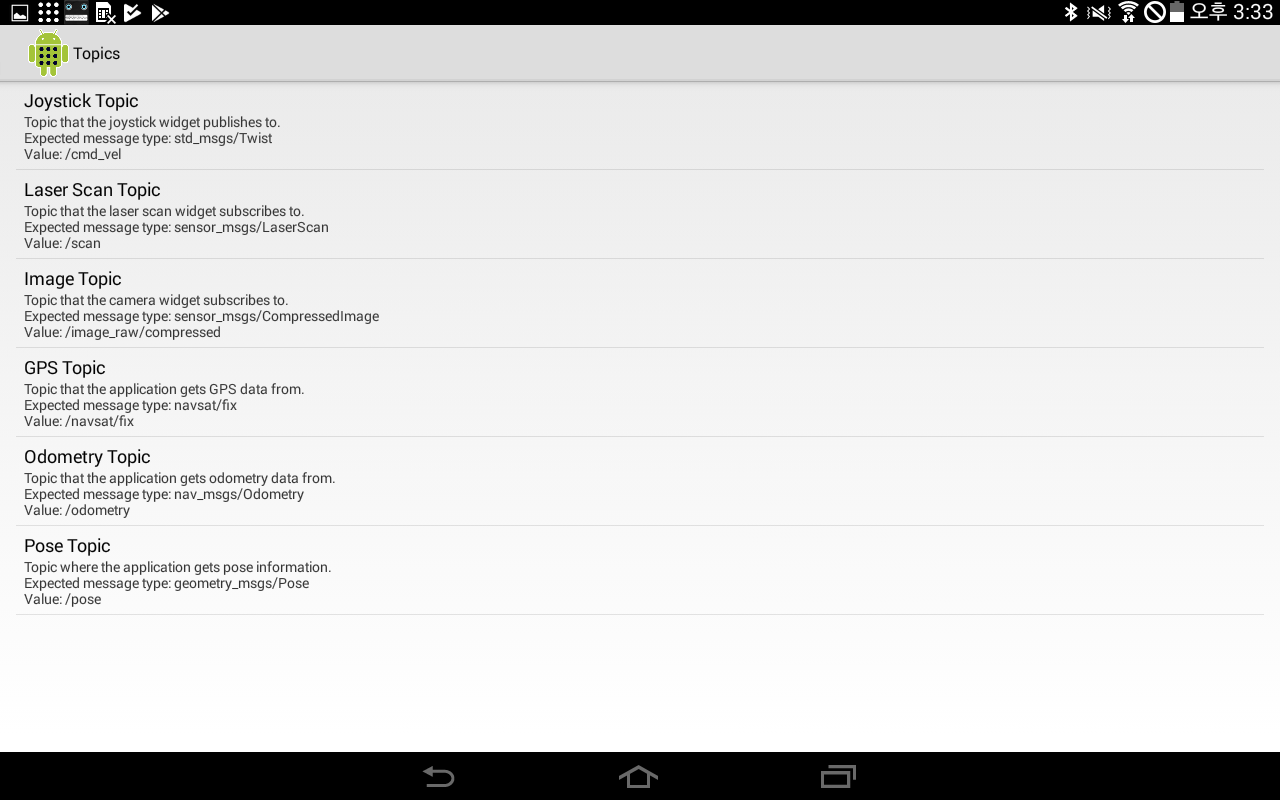 오후 3:33
Topics
Joystick Topic
Topic that the joystick widget publishes to.
Expected message type: std_msgs/Twist
Value: /cmd_vel
Laser Scan Topic
Topic that the laser scan widget subscribes to.
Expected message type: sensor_msgs/LaserScan
Value: /scan
Image Topic
Topic that the camera widget subscribes to.
Expected message type: sensor_msgs/CompressedImage
Value: /image_raw/compressed
GPS Topic
Topic that the application gets GPS data from.
Expected message type: navsat/fix
Value: /navsat/fix
Odometry Topic
Topic that the application gets odometry data from.
Expected message type: nav_msgs/Odometry
Value: /odometry
Pose Topic
Topic where the application gets pose information.
Expected message type: geometry_msgs/Pose
Value: /pose